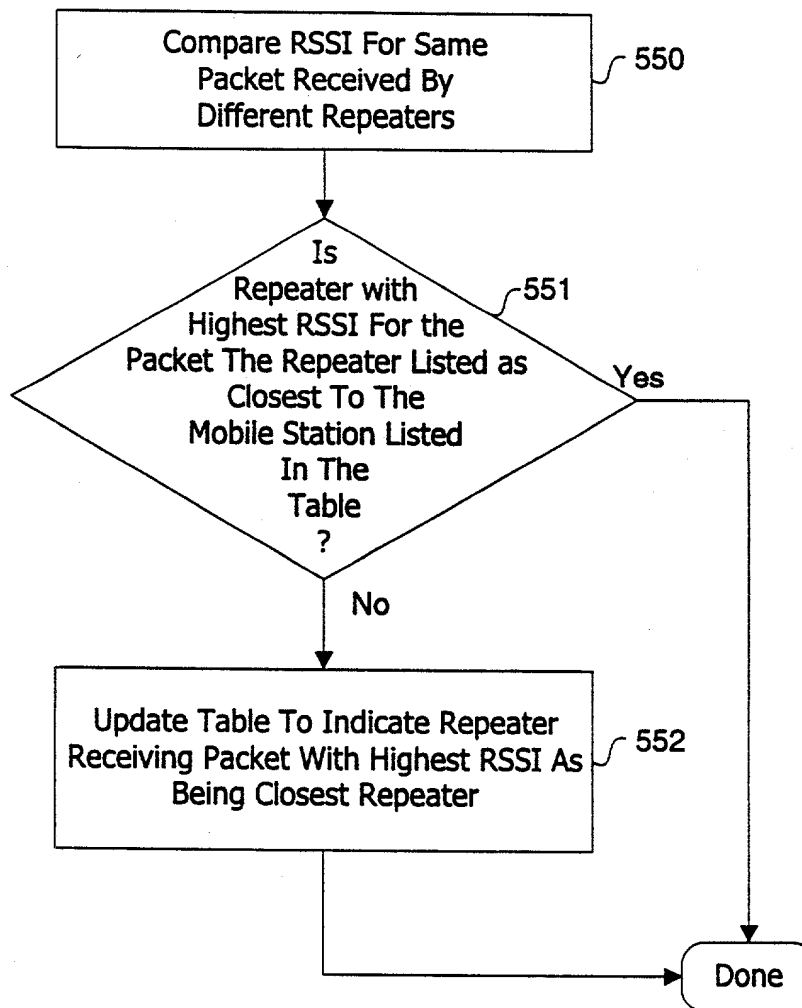 Compare RSSI For Same
Packet Received By
Different Repeaters
550
Is
Repeater with
Highest RSSI For the
Packet The Repeater Listed as
Closest To The
Mobile Station Listed
In The
Table
?
551
Yes
No
Update Table To Indicate Repeater
Receiving Packet With Highest RSSI As
Being Closest Repeater
552
Done